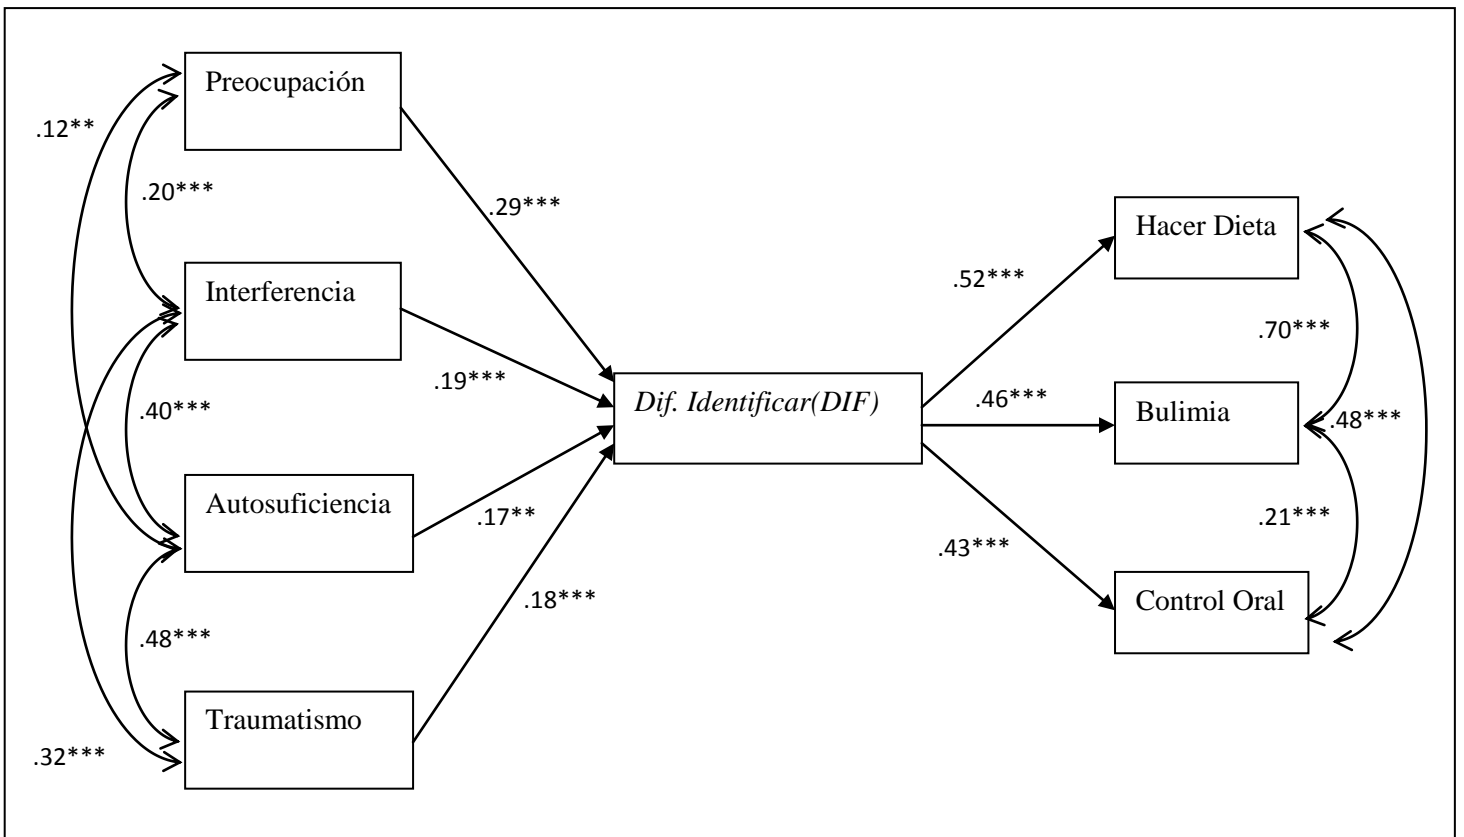 Preocupación
.12**
.20***
.29***
Hacer Dieta
Interferencia
.52***
.70***
.19***
Dif. Identificar(DIF)
.46***
Bulimia
.48***
.40***
Autosuficiencia
.17**
.43***
.21***
.18***
Control Oral
.48***
Traumatismo
.32***